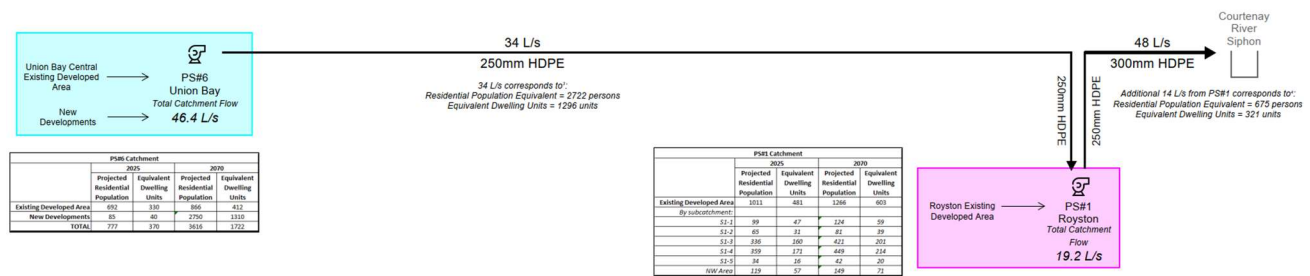 Courtenay
River
Siphon
34 L/s
250mm HDPE
48 L/s
300mm HDPE
Union Bay Central
Existing Developed
Area
New
Developments
PS#6
Union Bay
Total Catchment Flow
46.4 L/s
34 L/s corresponds to³:
Residential Population Equivalent = 2722 persons
Equivalent Dwelling Units = 1296 units
250mm HDPE
250mm HDPE
Additional 14 L/s from PS#1 corresponds to⁴:
Residential Population Equivalent = 675 persons
Equivalent Dwelling Units = 321 units
PS#6 Catchment
2025 2070
Projected Residential Population Equivalent Dwelling Units Projected Residential Population Equivalent Dwelling Units
Existing Developed Area 692 330 866 412
New Developments 85 40 2750 1310
TOTAL 777 370 3616 1722
PS#1 Catchment
2025 2070
Projected Residential Population Equivalent Dwelling Units Projected Residential Population Equivalent Dwelling Units
Existing Developed Area 1011 481 1266 603
By subcatchment:
S1-1 99 47 124 59
S1-2 65 31 81 39
S1-3 336 160 421 201
S1-4 359 171 449 214
S1-5 34 16 42 20
NW Area 119 57 149 71
Royston Existing
Developed Area
PS#1
Royston
Total Catchment
Flow
19.2 L/s